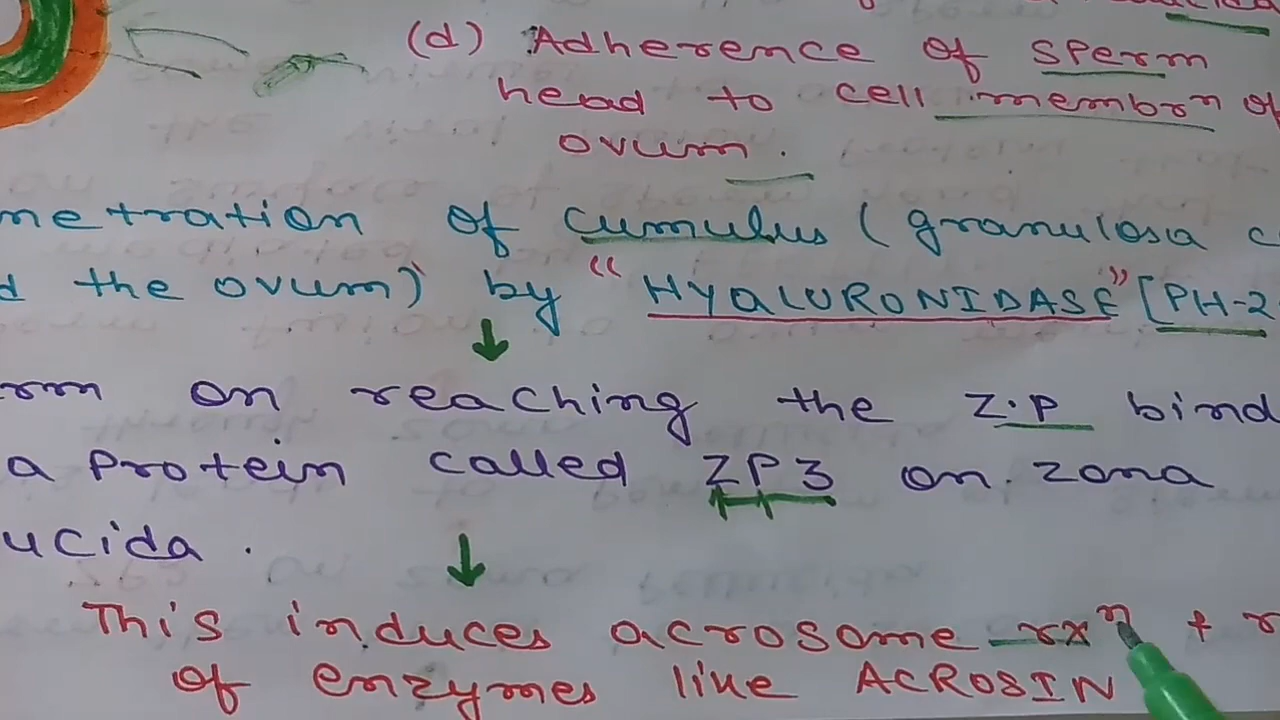 (d) Adherence of sperm
head to cell membrⁿ of
ovum.
netration of cumulus (granulosa c
d the ovum) by "HYALURONIDASE" [PH-2
rm on reaching the Z.P bind
a protein called ZP3 on zona
ucida.
This induces acrosome rxⁿ + r
of enzymes like ACROSIN